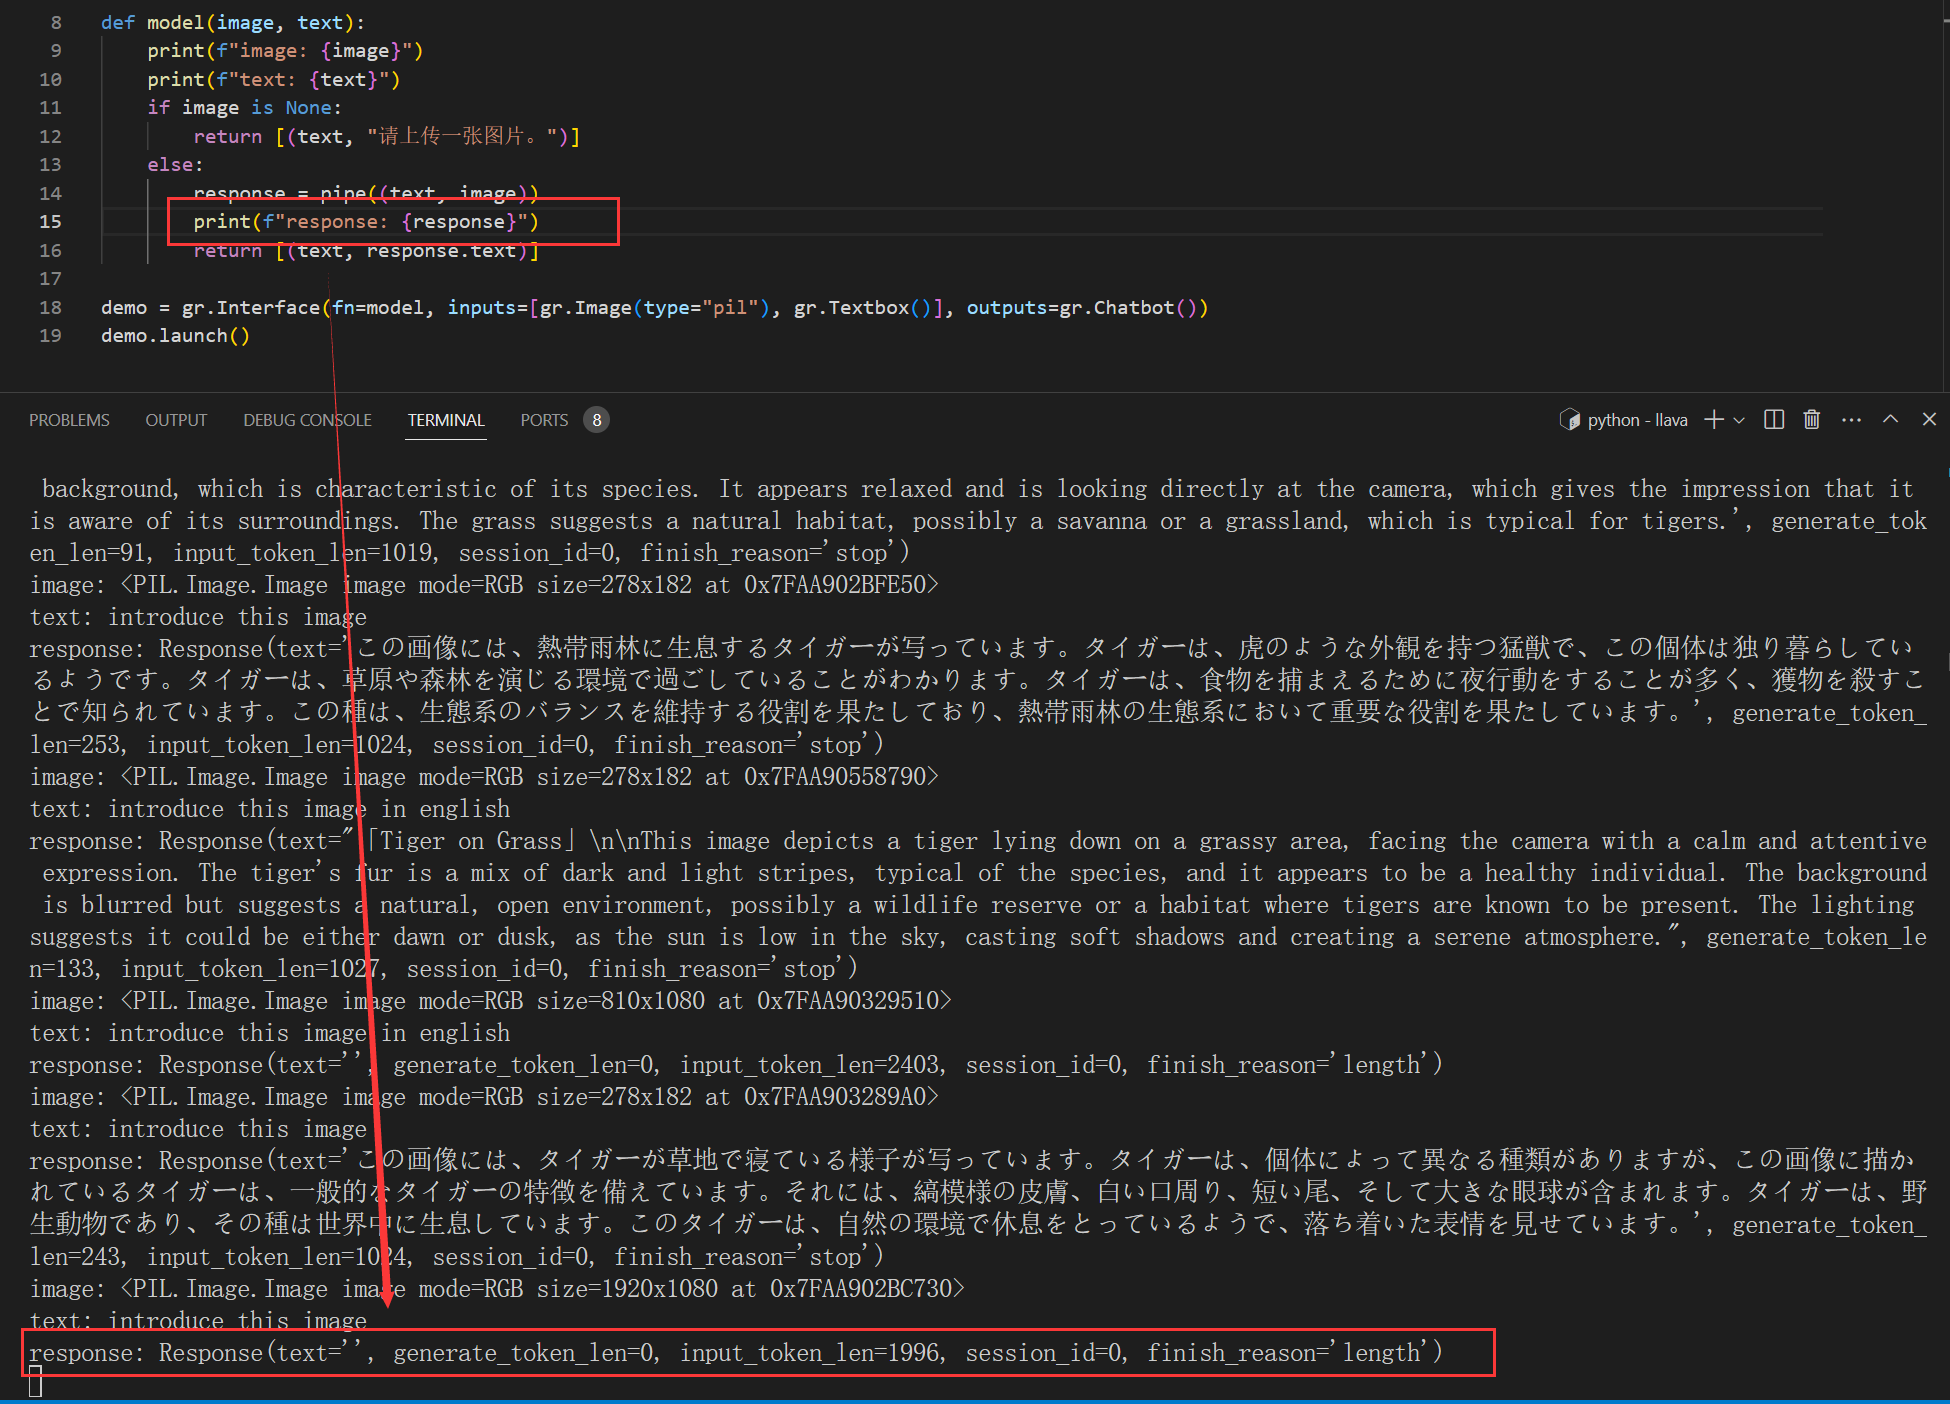 8 def model(image, text):
9 print(f"image: {image}")
10 print(f"text: {text}")
11 if image is None:
12 return [(text, "请上传一张图片。")]
13 else:
14 response = pipe((text, image))
15 print(f"response: {response}")
16 return [(text, response.text)]
17
18 demo = gr.Interface(fn=model, inputs=[gr.Image(type="pil"), gr.Textbox()], outputs=gr.Chatbot())
19 demo.launch()
PROBLEMS OUTPUT DEBUG CONSOLE TERMINAL PORTS 8 python - llava
background, which is characteristic of its species. It appears relaxed and is looking directly at the camera, which gives the impression that it
is aware of its surroundings. The grass suggests a natural habitat, possibly a savanna or a grassland, which is typical for tigers.', generate_tok
en_len=91, input_token_len=1019, session_id=0, finish_reason='stop')
image: <PIL.Image.Image image mode=RGB size=278x182 at 0x7FAA902BFE50>
text: introduce this image
response: Response(text='この画像には、熱帯雨林に生息するタイガーが写っています。タイガーは、虎のような外観を持つ猛獣で、この個体は独り暮らしてい
るようです。タイガーは、草原や森林を演じる環境で過ごしていることがわかります。タイガーは、食物を捕まえるために夜行動をすることが多く、獲物を殺すこ
とで知られています。この種は、生態系のバランスを維持する役割を果たしており、熱帯雨林の生態系において重要な役割を果たしています。', generate_token_
len=253, input_token_len=1024, session_id=0, finish_reason='stop')
image: <PIL.Image.Image image mode=RGB size=278x182 at 0x7FAA90558790>
text: introduce this image in english
response: Response(text="「Tiger on Grass」\n\nThis image depicts a tiger lying down on a grassy area, facing the camera with a calm and attentive
expression. The tiger's fur is a mix of dark and light stripes, typical of the species, and it appears to be a healthy individual. The background
is blurred but suggests a natural, open environment, possibly a wildlife reserve or a habitat where tigers are known to be present. The lighting
suggests it could be either dawn or dusk, as the sun is low in the sky, casting soft shadows and creating a serene atmosphere.", generate_token_le
n=133, input_token_len=1027, session_id=0, finish_reason='stop')
image: <PIL.Image.Image image mode=RGB size=810x1080 at 0x7FAA90329510>
text: introduce this image in english
response: Response(text='', generate_token_len=0, input_token_len=2403, session_id=0, finish_reason='length')
image: <PIL.Image.Image image mode=RGB size=278x182 at 0x7FAA903289A0>
text: introduce this image
response: Response(text='この画像には、タイガーが草地で寝ている様子が写っています。タイガーは、個体によって異なる種類がありますが、この画像に描か
れているタイガーは、一般的なタイガーの特徴を備えています。それには、縞模様の皮膚、白い口周り、短い尾、そして大きな眼球が含まれます。タイガーは、野
生動物であり、その種は世界中に生息しています。このタイガーは、自然の環境で休息をとっているようで、落ち着いた表情を見せています。', generate_token_
len=243, input_token_len=1024, session_id=0, finish_reason='stop')
image: <PIL.Image.Image image mode=RGB size=1920x1080 at 0x7FAA902BC730>
text: introduce this image
response: Response(text='', generate_token_len=0, input_token_len=1996, session_id=0, finish_reason='length')